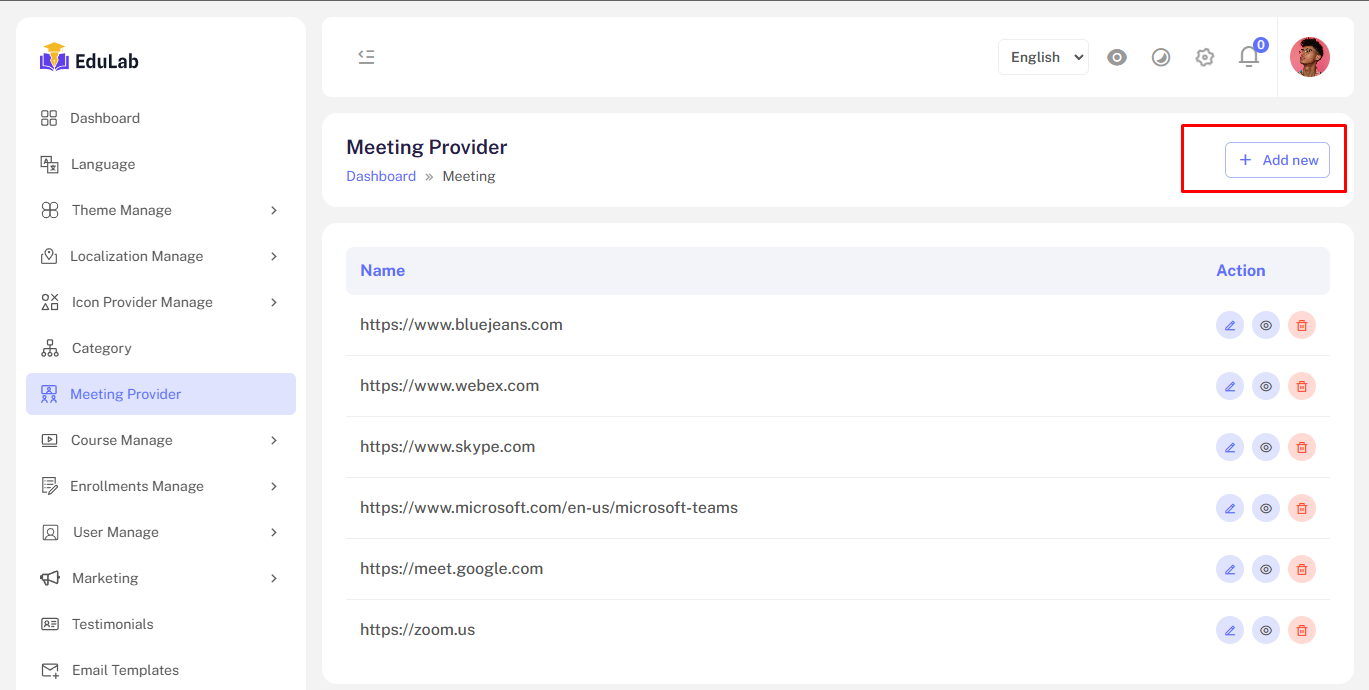 EduLab
Dashboard
Language
Theme Manage
Localization Manage
Icon Provider Manage
Category
Meeting Provider
Course Manage
Enrollments Manage
User Manage
Marketing
Testimonials
Email Templates
English
0
Meeting Provider
Dashboard » Meeting
+ Add new
Name Action
https://www.bluejeans.com
https://www.webex.com
https://www.skype.com
https://www.microsoft.com/en-us/microsoft-teams
https://meet.google.com
https://zoom.us